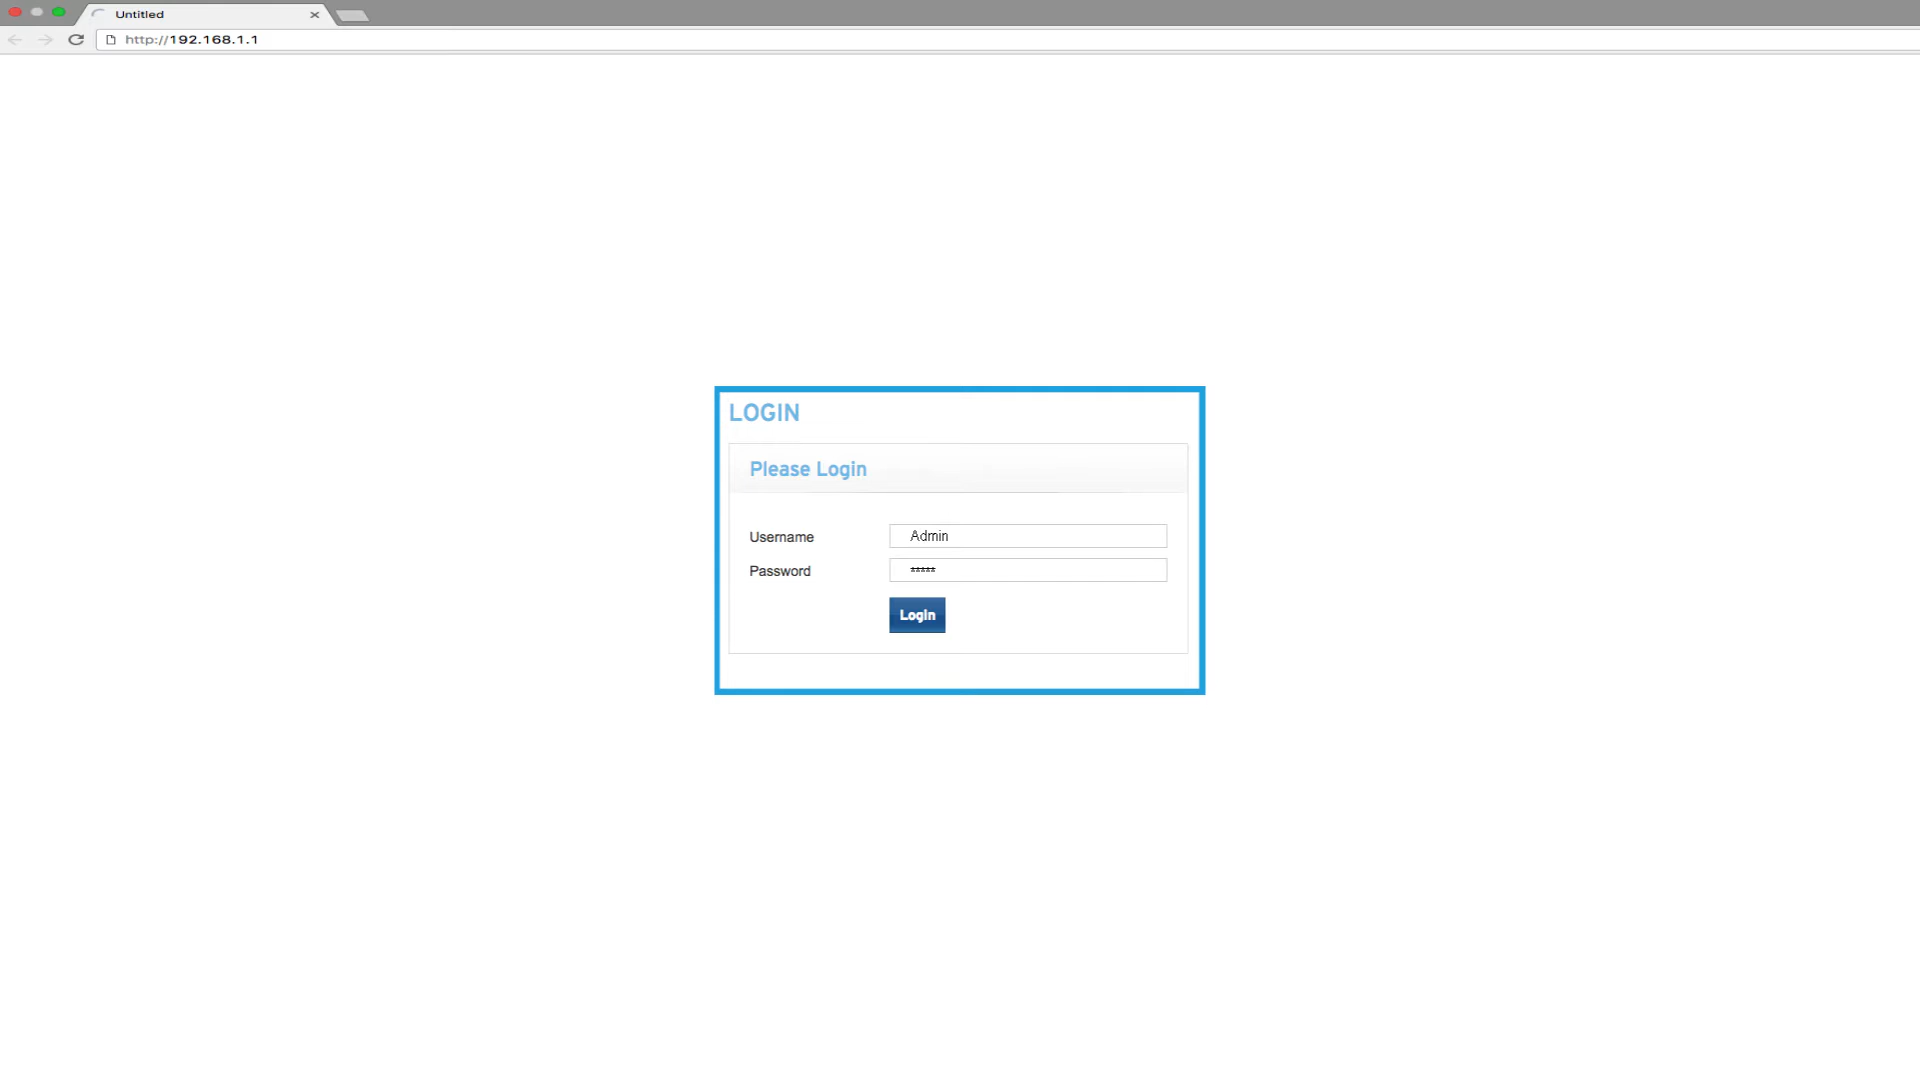 Untitled
http://192.168.1.1
LOGIN
Please Login
Username Admin
Password *****
Login